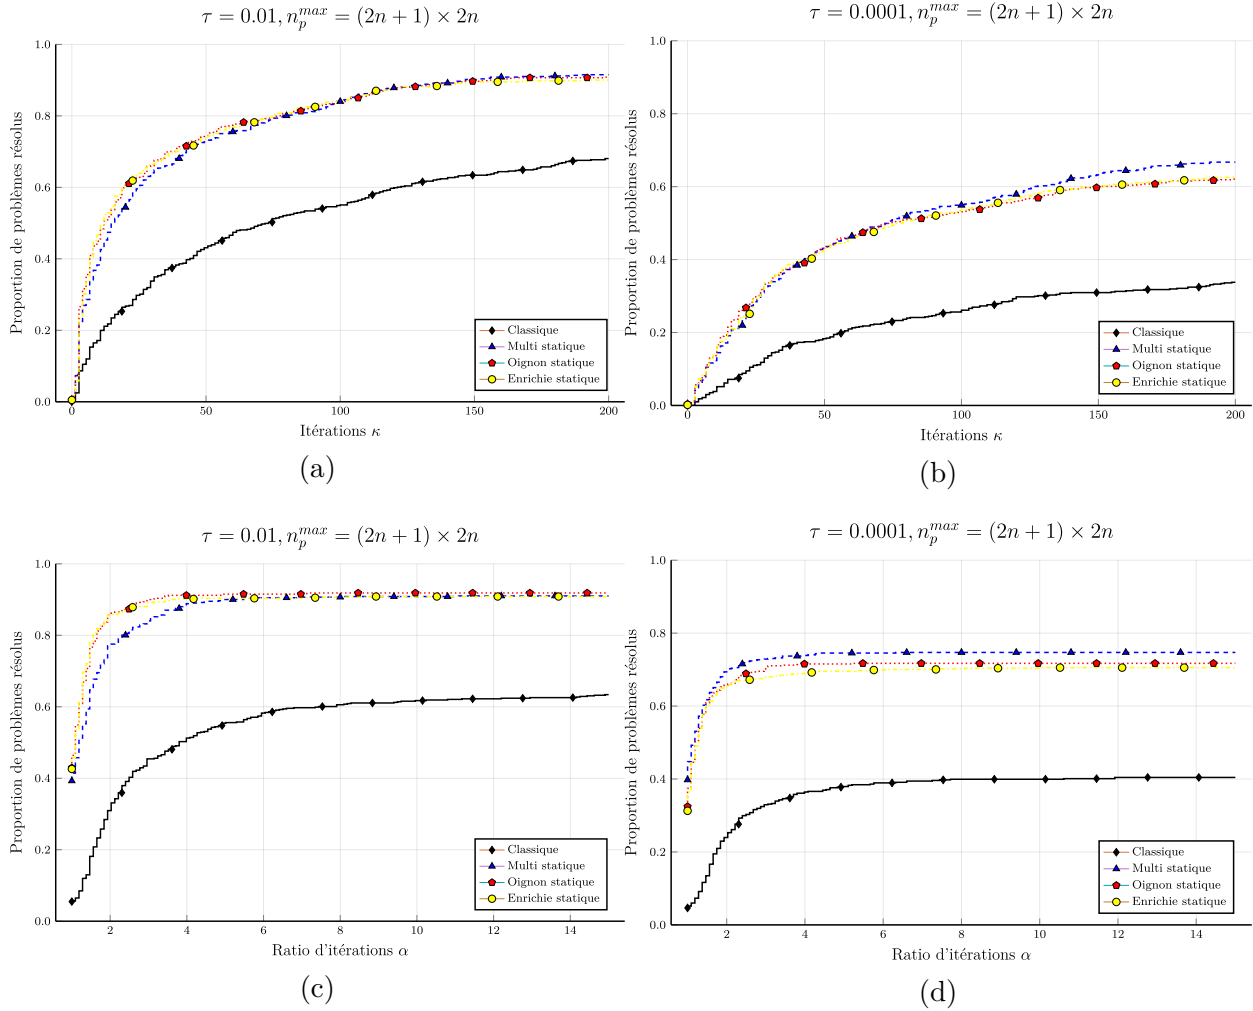 τ = 0.01, n_p^{max} = (2n + 1) × 2n
Proportion de problèmes résolus
1.0
0.8
0.6
0.4
0.2
0.0
0 50 100 150 200
Itérations κ
Classique
Multi statique
Oignon statique
Enrichie statique
(a)
τ = 0.0001, n_p^{max} = (2n + 1) × 2n
Proportion de problèmes résolus
1.0
0.8
0.6
0.4
0.2
0.0
0 50 100 150 200
Itérations κ
Classique
Multi statique
Oignon statique
Enrichie statique
(b)
τ = 0.01, n_p^{max} = (2n + 1) × 2n
Proportion de problèmes résolus
1.0
0.8
0.6
0.4
0.2
0.0
2 4 6 8 10 12 14
Ratio d'itérations α
Classique
Multi statique
Oignon statique
Enrichie statique
(c)
τ = 0.0001, n_p^{max} = (2n + 1) × 2n
Proportion de problèmes résolus
1.0
0.8
0.6
0.4
0.2
0.0
2 4 6 8 10 12 14
Ratio d'itérations α
Classique
Multi statique
Oignon statique
Enrichie statique
(d)